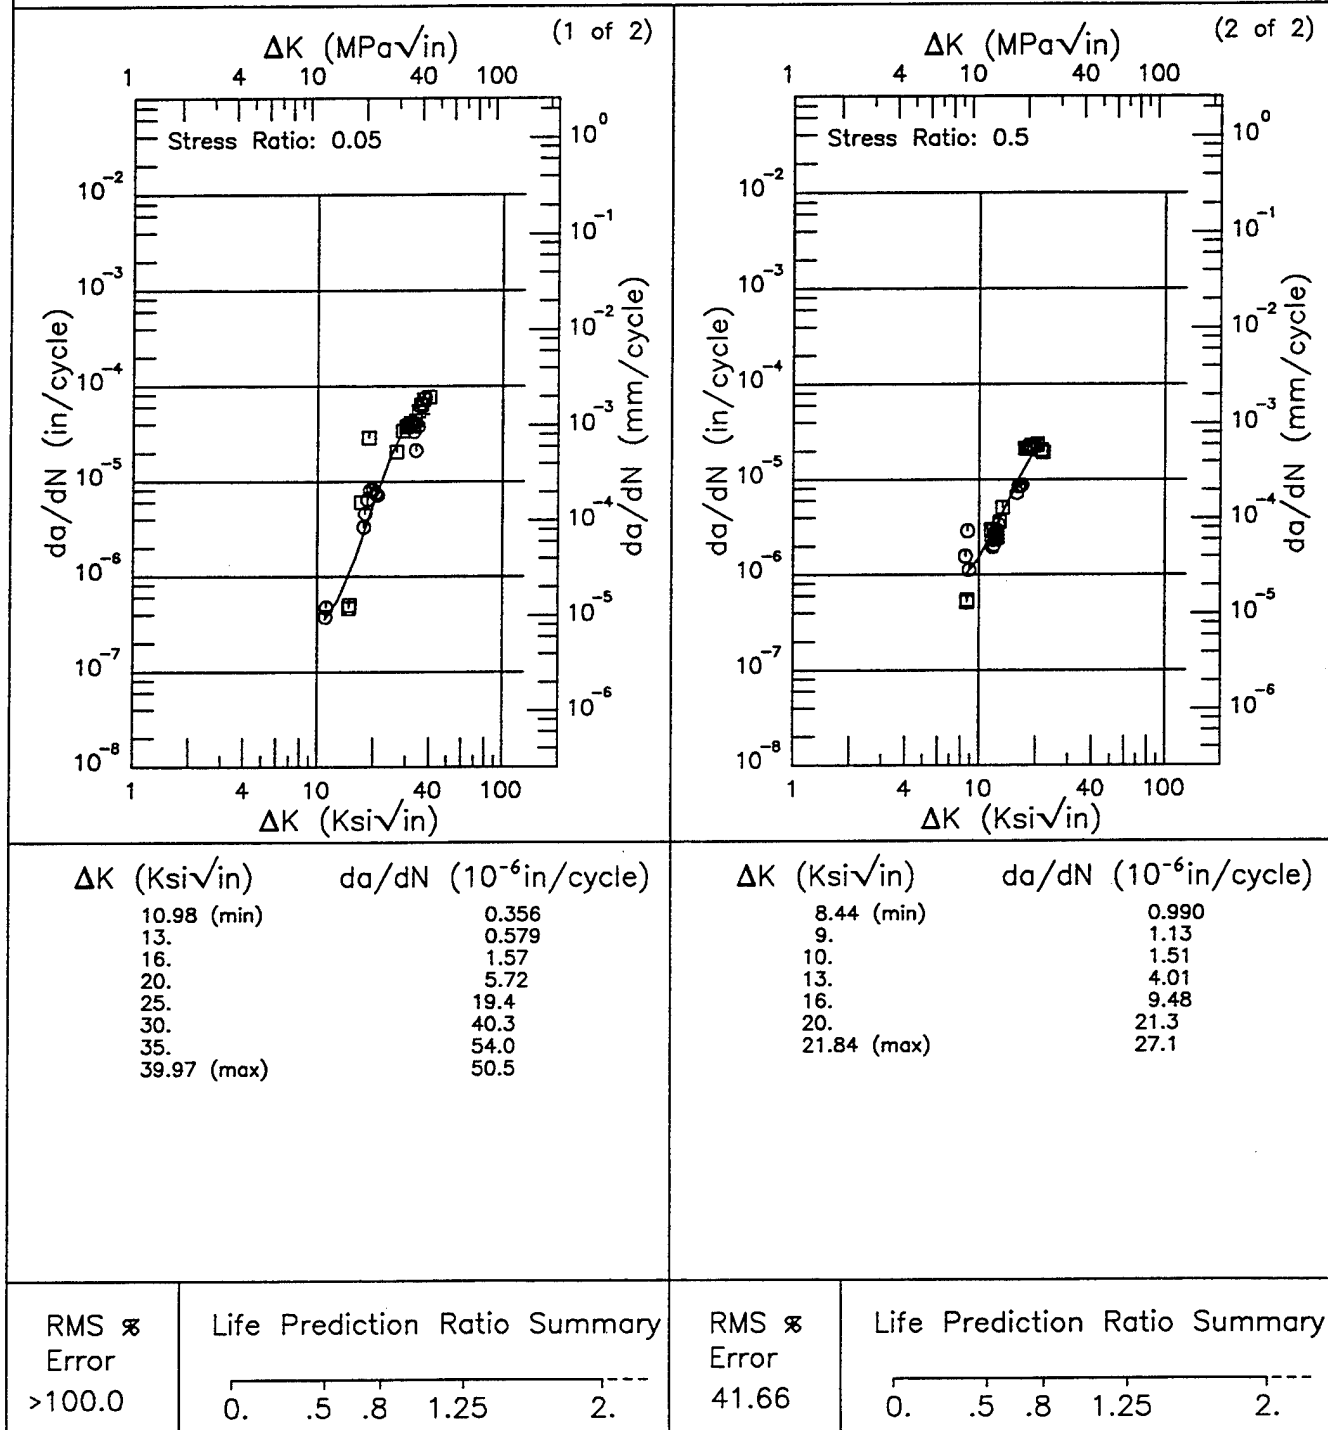 (1 of 2)
ΔK (MPa√in)
1 4 10 40 100
Stress Ratio: 0.05
10⁰
10⁻²
10⁻¹
10⁻³
10⁻²
10⁻⁴
10⁻³
10⁻⁵
10⁻⁴
10⁻⁶
10⁻⁵
10⁻⁷
10⁻⁶
10⁻⁸
da/dN (in/cycle)
da/dN (mm/cycle)
1 4 10 40 100
ΔK (Ksi√in)
(2 of 2)
ΔK (MPa√in)
1 4 10 40 100
Stress Ratio: 0.5
10⁰
10⁻²
10⁻¹
10⁻³
10⁻²
10⁻⁴
10⁻³
10⁻⁵
10⁻⁴
10⁻⁶
10⁻⁵
10⁻⁷
10⁻⁶
10⁻⁸
da/dN (in/cycle)
da/dN (mm/cycle)
1 4 10 40 100
ΔK (Ksi√in)
ΔK (Ksi√in) da/dN (10⁻⁶in/cycle)
10.98 (min) 0.356
13. 0.579
16. 1.57
20. 5.72
25. 19.4
30. 40.3
35. 54.0
39.97 (max) 50.5
ΔK (Ksi√in) da/dN (10⁻⁶in/cycle)
8.44 (min) 0.990
9. 1.13
10. 1.51
13. 4.01
16. 9.48
20. 21.3
21.84 (max) 27.1
RMS %
Error
>100.0
Life Prediction Ratio Summary
0. .5 .8 1.25 2.
RMS %
Error
41.66
Life Prediction Ratio Summary
0. .5 .8 1.25 2.